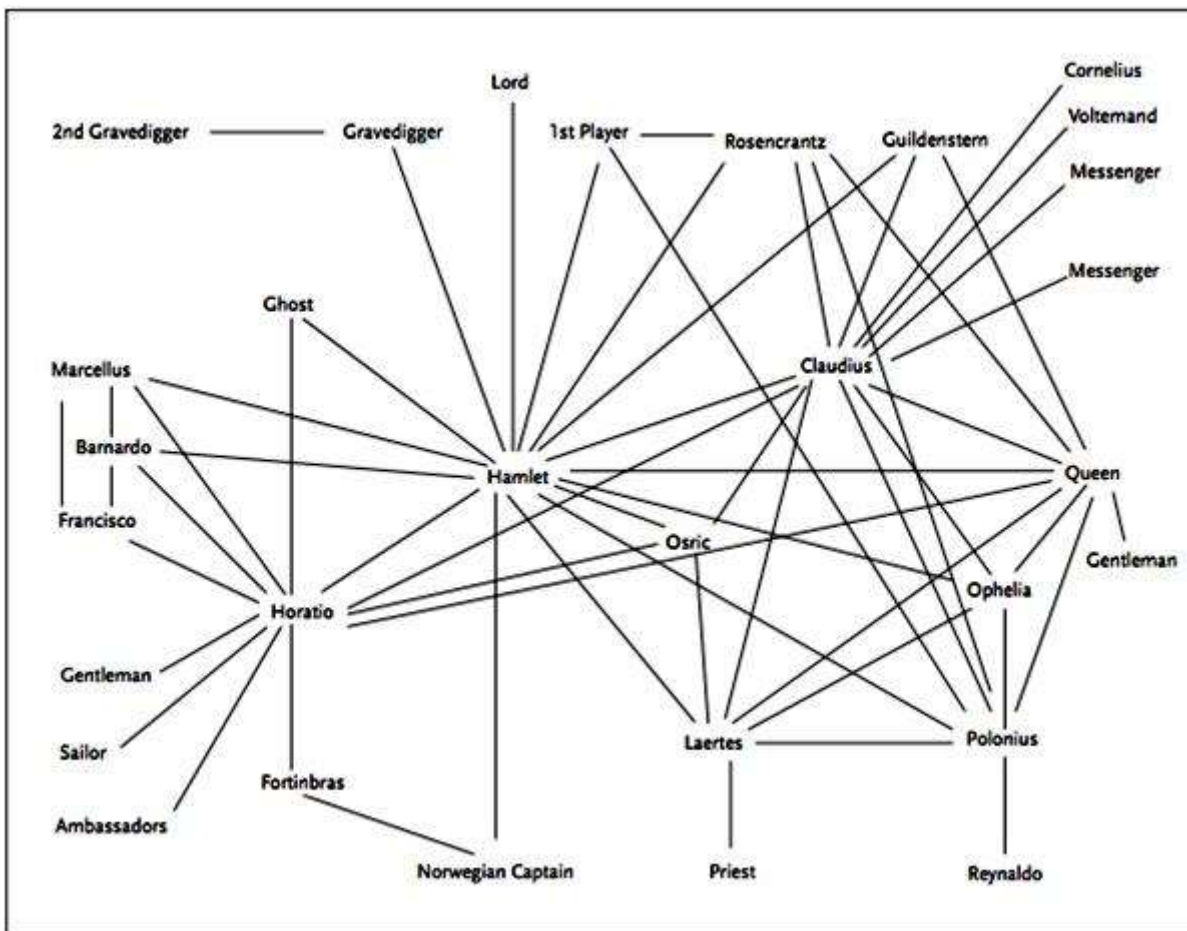 Lord
Cornelius
Voltemand
2nd Gravedigger
Gravedigger
1st Player
Rosencrantz
Guildenstern
Messenger
Messenger
Ghost
Marcellus
Claudius
Barnardo
Hamlet
Queen
Francisco
Osric
Gentleman
Ophelia
Horatio
Gentleman
Laertes
Polonius
Sailor
Fortinbras
Ambassadors
Norwegian Captain
Priest
Reynaldo